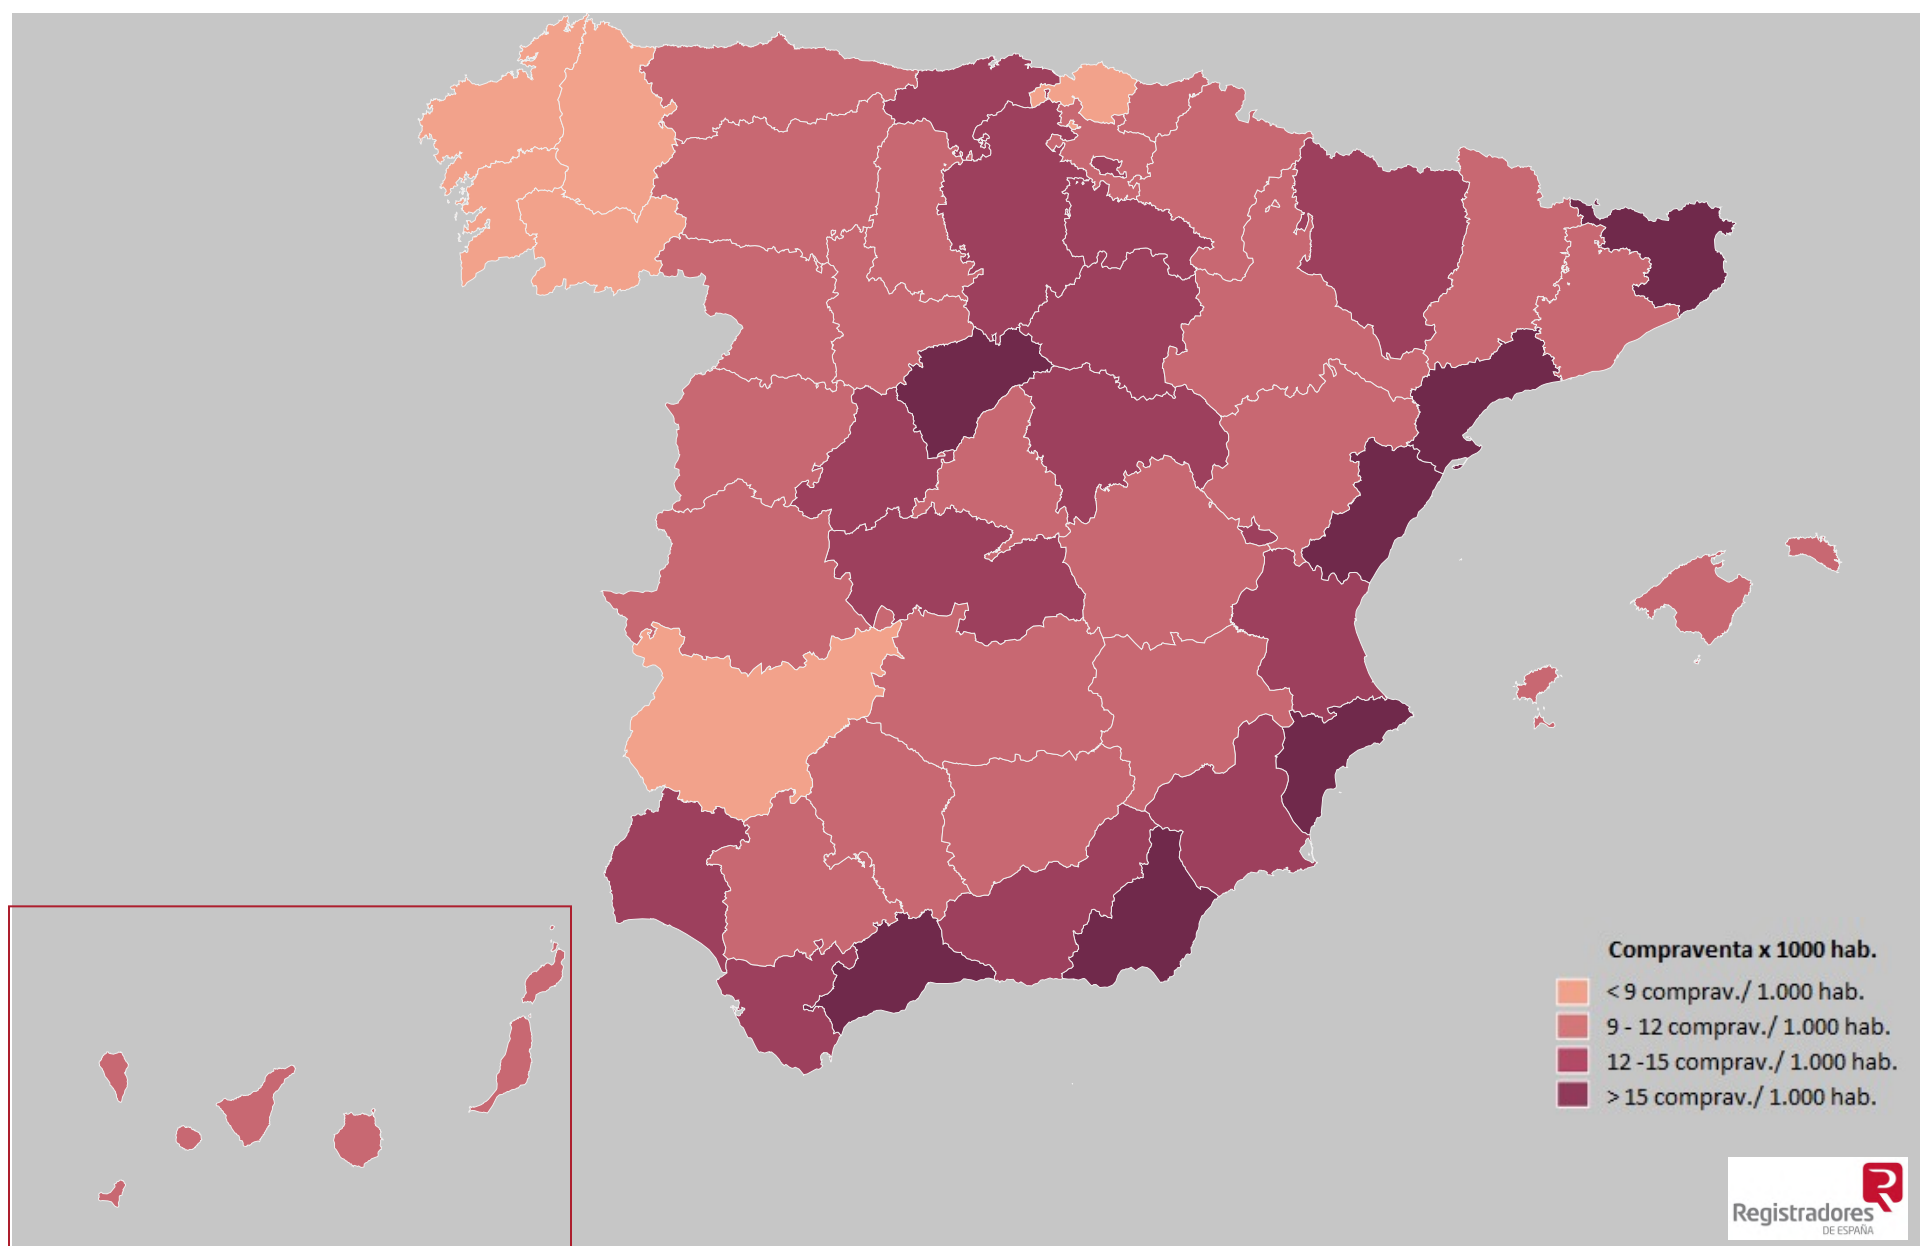 Compraventa x 1000 hab.
< 9 comprav./ 1.000 hab.
9 - 12 comprav./ 1.000 hab.
12 -15 comprav./ 1.000 hab.
> 15 comprav./ 1.000 hab.
Registradores
DE ESPAÑA